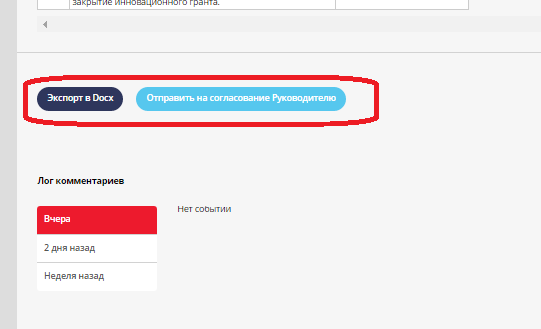 закрытие инновационного гранта.
Экспорт в Docx
Отправить на согласование Руководителю
Лог комментариев
Вчера
Нет событии
2 дня назад
Неделя назад